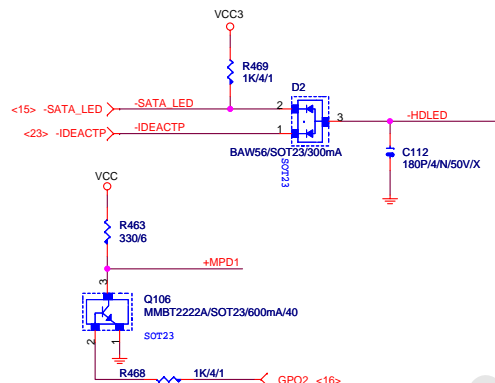 VCC3
R469
1K/4/1
D2
<15> -SATA_LED
-SATA_LED
2
3
-HDLED
<23> -IDEACTP
-IDEACTP
1
BAW56/SOT23/300mA
SOT23
C112
180P/4/N/50V/X
VCC
R463
330/6
+MPD1
3
Q106
MMBT2222A/SOT23/600mA/40
SOT23
2
1
R468
1K/4/1
GPO2 <16>